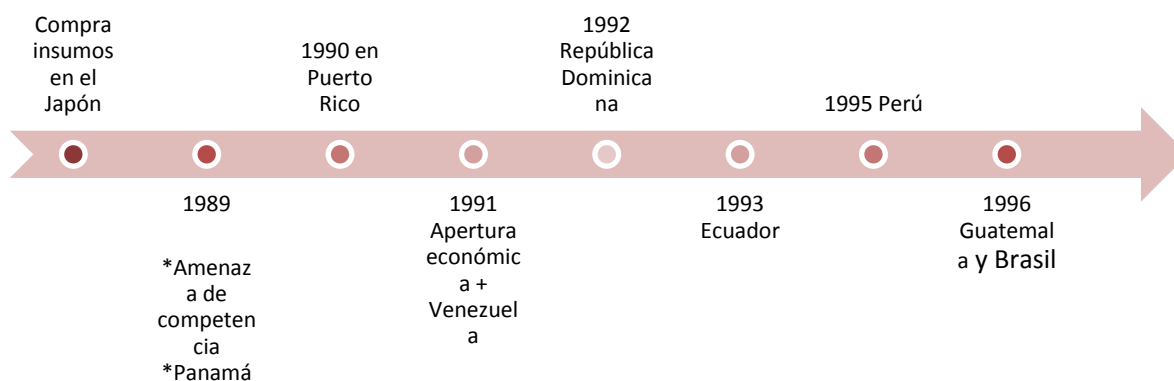 Compra
insumos
en el
Japón
1989
*Amenaz
a de
competen
cia
*Panamá
1990 en
Puerto
Rico
1991
Apertura
económic
a +
Venezuel
a
1992
República
Dominica
na
1993
Ecuador
1995 Perú
1996
Guatemal
a y Brasil